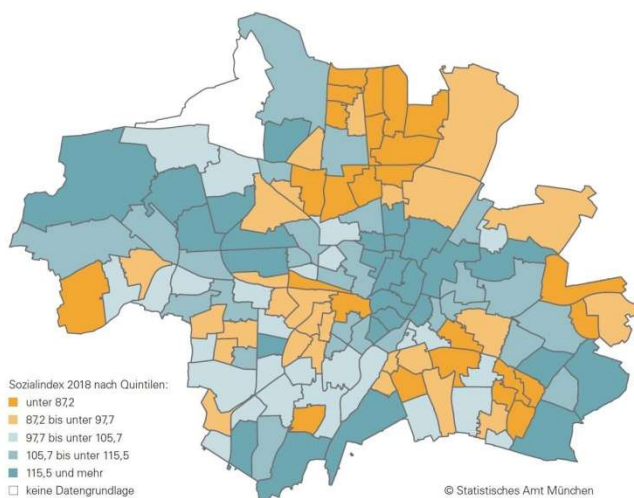 Sozialindex 2018 nach Quintilen:
unter 87,2
87,2 bis unter 97,7
97,7 bis unter 105,7
105,7 bis unter 115,5
115,5 und mehr
keine Datengrundlage
© Statistisches Amt München